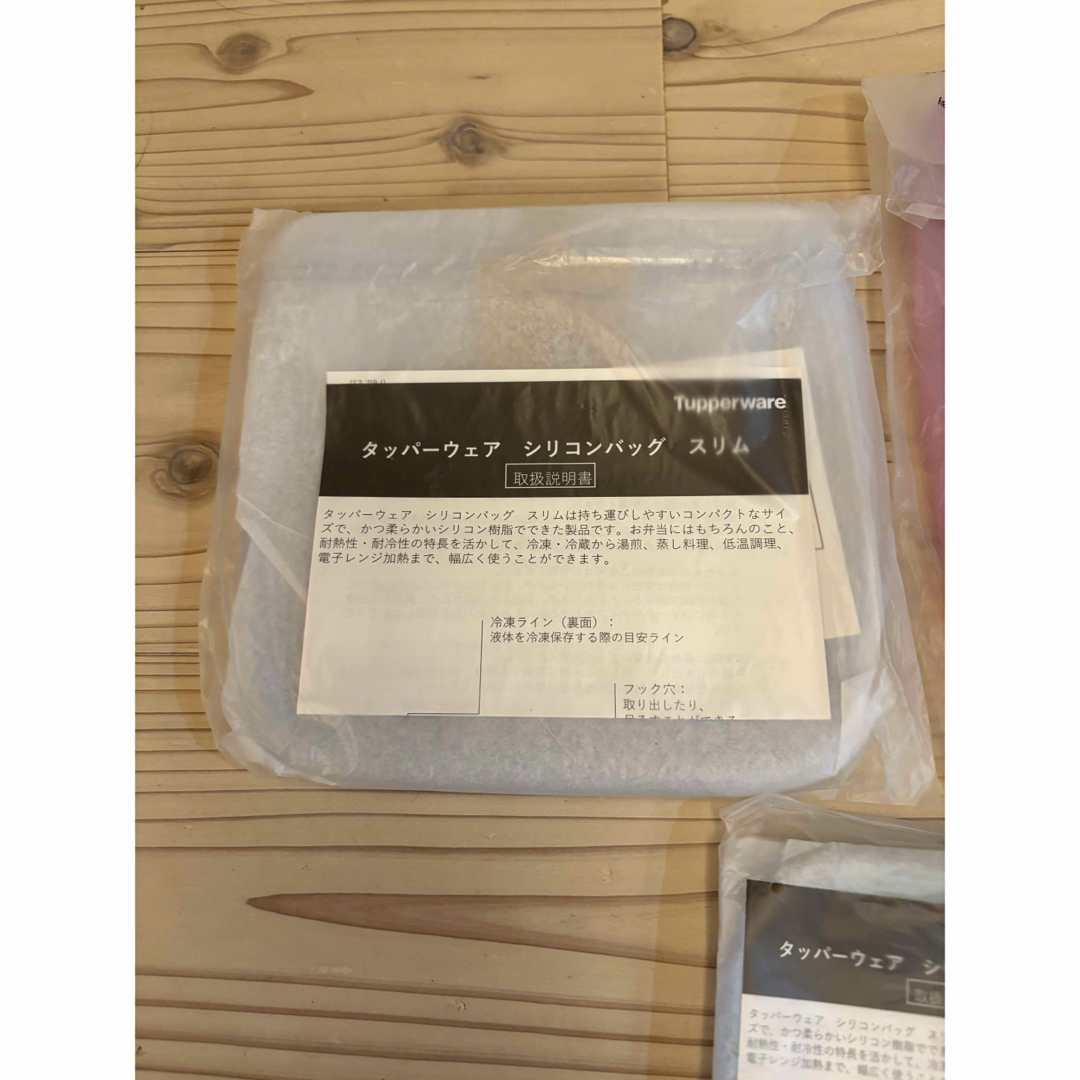 Tupperware
タッパーウェア シリコンバッグ スリム
取扱説明書
タッパーウェア シリコンバッグ スリムは持ち運びしやすいコンパクトなサイ
ズで、かつ柔らかいシリコン樹脂でできた製品です。お弁当にはもちろんのこと、
耐熱性・耐冷性の特長を活かして、冷凍・冷蔵から湯煎、蒸し料理、低温調理、
電子レンジ加熱まで、幅広く使うことができます。
冷凍ライン（裏面）：
液体を冷凍保存する際の目安ライン
フック穴：
取り出したり、
タッパーウェア シ
取扱
タッパーウェア シリコンバッグ ス
ズで、かつ柔らかいシリコン樹脂でで
耐熱性・耐冷性の特長を活かして、冷
電子レンジ加熱まで、幅広く使うこと